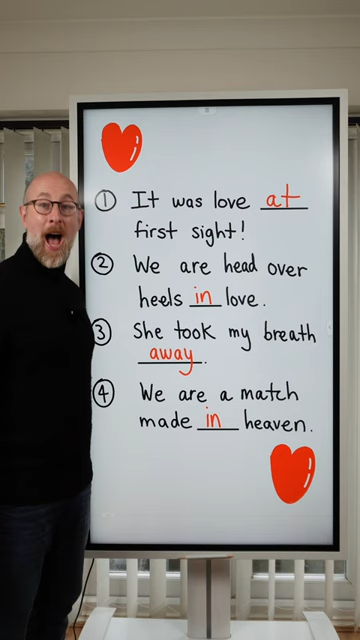 ① It was love at
first sight!
② We are head over
heels in love.
③ She took my breath
away.
④ We are a match
made in heaven.